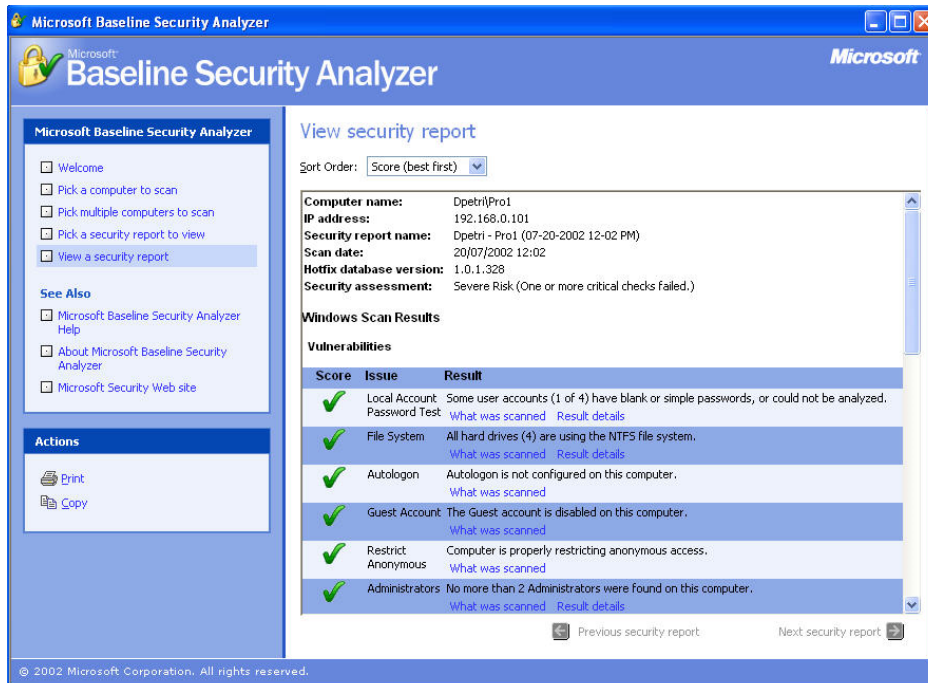 Microsoft Baseline Security Analyzer
Microsoft
Baseline Security Analyzer
Microsoft
Microsoft Baseline Security Analyzer
Welcome
Pick a computer to scan
Pick multiple computers to scan
Pick a security report to view
View a security report
See Also
Microsoft Baseline Security Analyzer
Help
About Microsoft Baseline Security
Analyzer
Microsoft Security Web site
Actions
Print
Copy
View security report
Sort Order: Score (best first)
Computer name: Dpetri\Pro1
IP address: 192.168.0.101
Security report name: Dpetri - Pro1 (07-20-2002 12-02 PM)
Scan date: 20/07/2002 12:02
Hotfix database version: 1.0.1.328
Security assessment: Severe Risk (One or more critical checks failed.)
Windows Scan Results
Vulnerabilities
Score Issue Result
Local Account Some user accounts (1 of 4) have blank or simple passwords, or could not be analyzed.
Password Test What was scanned Result details
File System All hard drives (4) are using the NTFS file system.
What was scanned Result details
Autologon Autologon is not configured on this computer.
What was scanned
Guest Account The Guest account is disabled on this computer.
What was scanned
Restrict Computer is properly restricting anonymous access.
Anonymous What was scanned
Administrators No more than 2 Administrators were found on this computer.
What was scanned Result details
Previous security report Next security report
© 2002 Microsoft Corporation. All rights reserved.